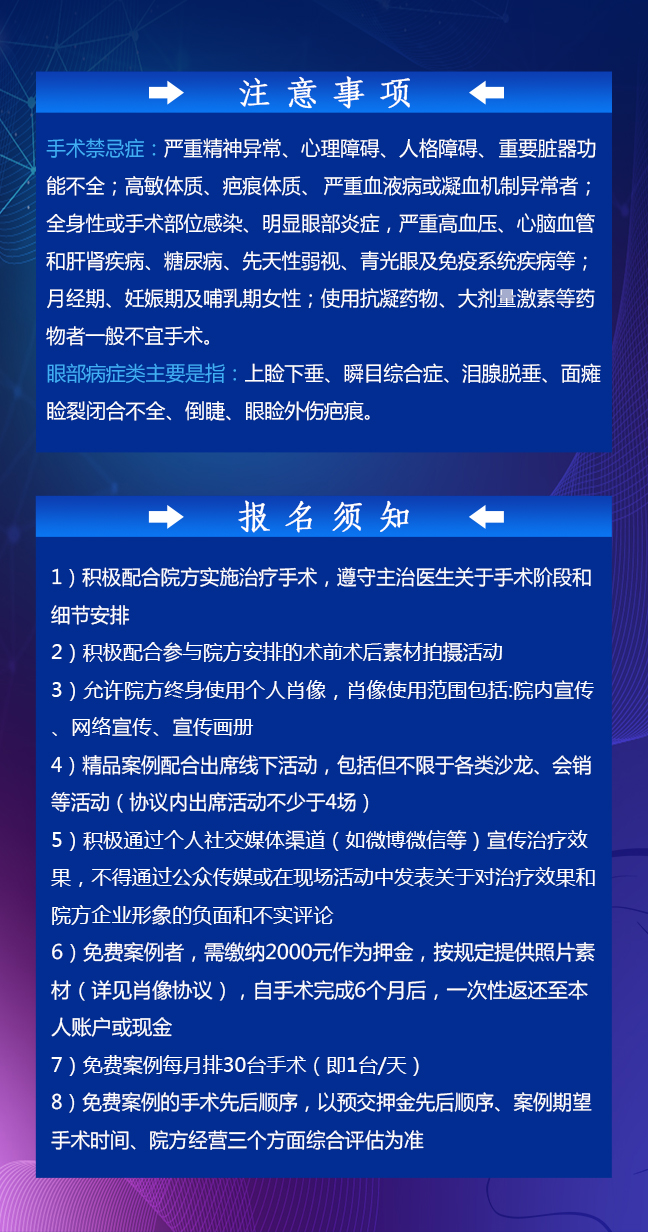 注意事项
手术禁忌症：严重精神异常、心理障碍、人格障碍、重要脏器功
能不全；高敏体质、疤痕体质、严重血液病或凝血机制异常者；
全身性或手术部位感染、明显眼部炎症，严重高血压、心脑血管
和肝肾疾病、糖尿病、先天性弱视、青光眼及免疫系统疾病等；
月经期、妊娠期及哺乳期女性；使用抗凝药物、大剂量激素等药
物者一般不宜手术。
眼部病症类主要是指：上睑下垂、瞬目综合症、泪腺脱垂、面瘫
睑裂闭合不全、倒睫、眼睑外伤疤痕。
报名须知
1）积极配合院方实施治疗手术，遵守主治医生关于手术阶段和
细节安排
2）积极配合参与院方安排的术前术后素材拍摄活动
3）允许院方终身使用个人肖像，肖像使用范围包括:院内宣传
、网络宣传、宣传画册
4）精品案例配合出席线下活动，包括但不限于各类沙龙、会销
等活动（协议内出席活动不少于4场）
5）积极通过个人社交媒体渠道（如微博微信等）宣传治疗效
果，不得通过公众传媒或在现场活动中发表关于对治疗效果和
院方企业形象的负面和不实评论
6）免费案例者，需缴纳2000元作为押金，按规定提供照片素
材（详见肖像协议），自手术完成6个月后，一次性返还至本
人账户或现金
7）免费案例每月排30台手术（即1台/天）
8）免费案例的手术先后顺序，以预交押金先后顺序、案例期望
手术时间、院方经营三个方面综合评估为准